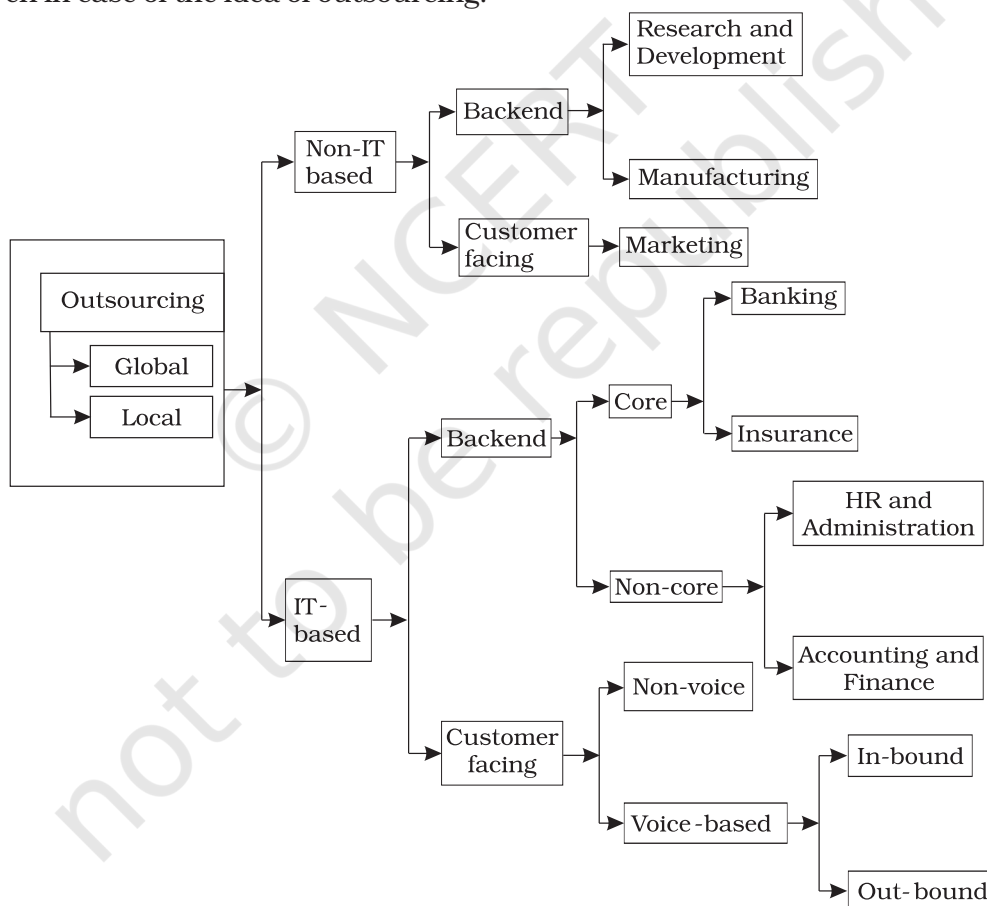 en in case of the idea of outsourcing.
Research and
Development
Backend
Non-IT
based
Manufacturing
Customer
facing
Marketing
Outsourcing
Global
Local
Banking
Core
Backend
Insurance
HR and
Administration
Non-core
IT-
based
Accounting and
Finance
Non-voice
Customer
facing
In-bound
Voice-based
Out-bound
© NCERT
not to be republish